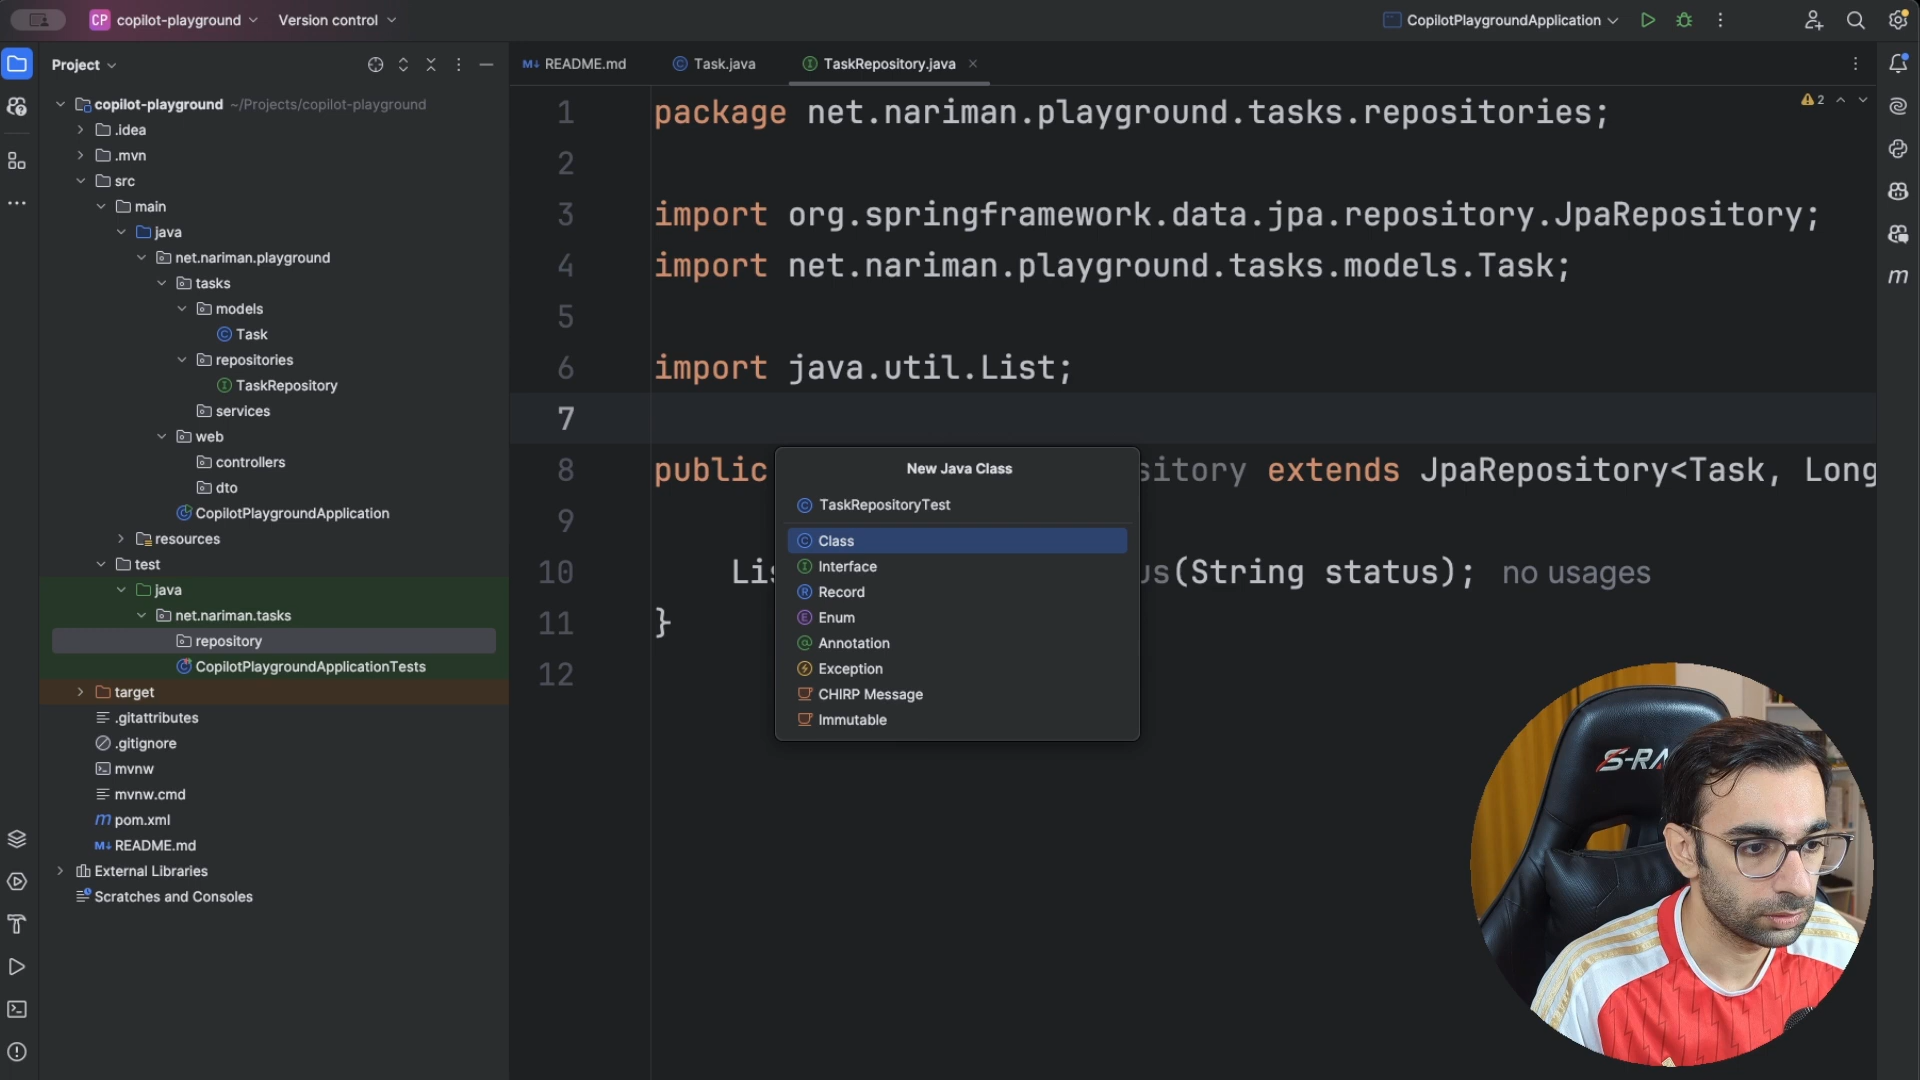 CP copilot-playground
Version control
CopilotPlaygroundApplication
Project
M↓ README.md
Task.java
TaskRepository.java
copilot-playground ~/Projects/copilot-playground
.idea
.mvn
src
main
java
net.nariman.playground
tasks
models
Task
repositories
TaskRepository
services
web
controllers
dto
CopilotPlaygroundApplication
resources
test
java
net.nariman.tasks
repository
CopilotPlaygroundApplicationTests
target
.gitattributes
.gitignore
mvnw
mvnw.cmd
pom.xml
README.md
External Libraries
Scratches and Consoles
2
1 package net.nariman.playground.tasks.repositories;
2
3 import org.springframework.data.jpa.repository.JpaRepository;
4 import net.nariman.playground.tasks.models.Task;
5
6 import java.util.List;
7
8 public sitory extends JpaRepository<Task, Long
9
10 Lis us(String status); no usages
11 }
12
New Java Class
TaskRepositoryTest
Class
Interface
Record
Enum
Annotation
Exception
CHIRP Message
Immutable
S-RA